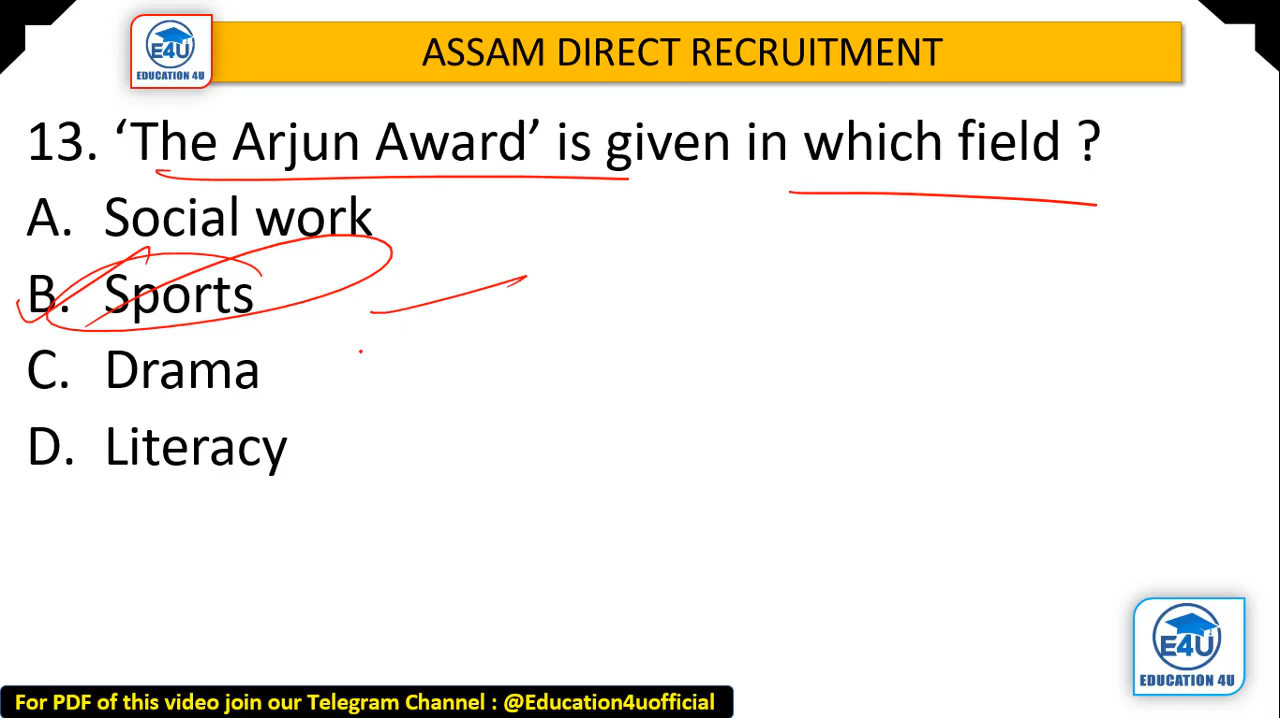 E4U
EDUCATION 4U
ASSAM DIRECT RECRUITMENT
13. ‘The Arjun Award’ is given in which field ?
A. Social work
B. Sports
C. Drama
D. Literacy
E4U
EDUCATION 4U
For PDF of this video join our Telegram Channel : @Education4uofficial